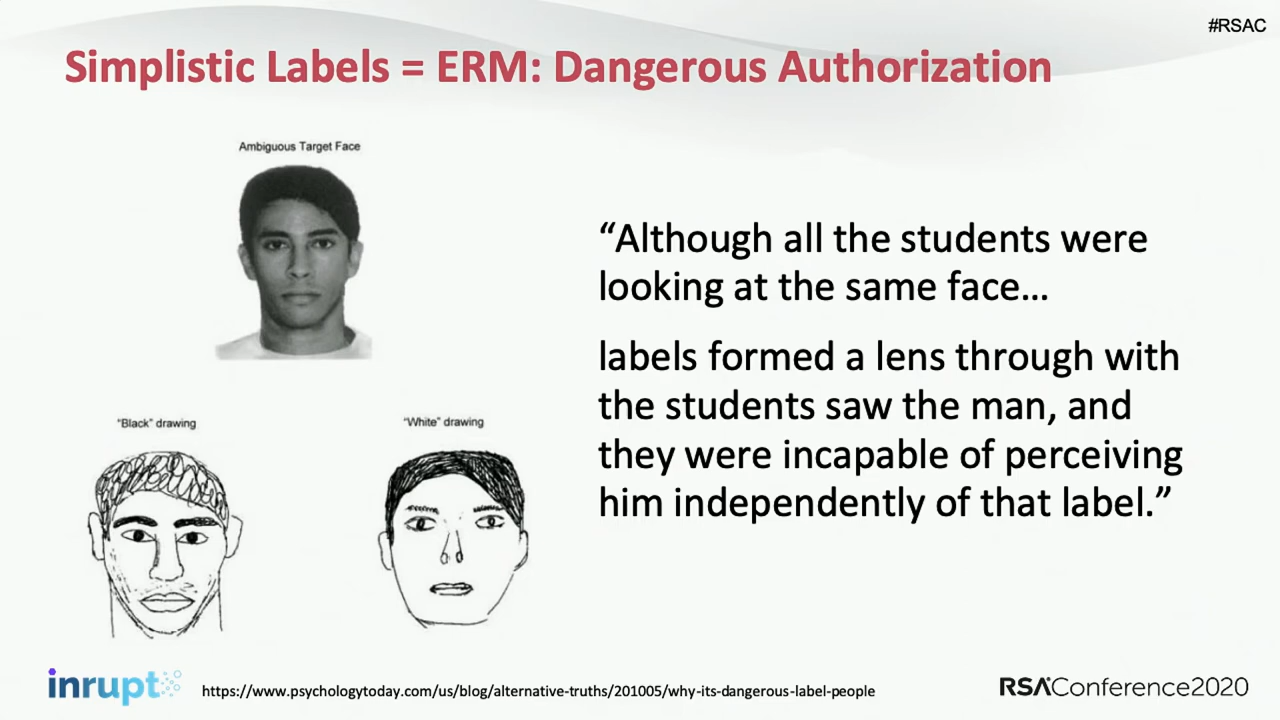 #RSAC
Simplistic Labels = ERM: Dangerous Authorization
Ambiguous Target Face
"Black" drawing
"White" drawing
“Although all the students were
looking at the same face…
labels formed a lens through with
the students saw the man, and
they were incapable of perceiving
him independently of that label.”
inrupt
https://www.psychologytoday.com/us/blog/alternative-truths/201005/why-its-dangerous-label-people
RSAConference2020